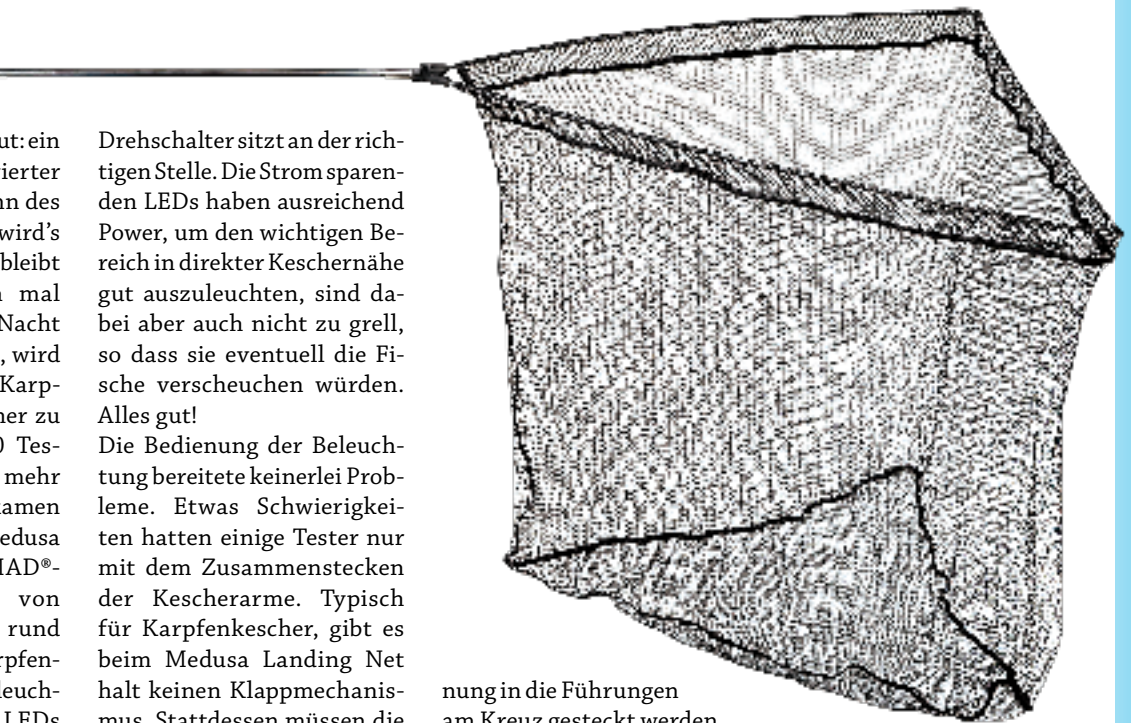 ut: ein
ierter
nn des
wird’s
bleibt
mal
Nacht
, wird
Karp-
ner zu
Tes-
mehr
kamen
edusa
MAD®-
von
rund
rpfen-
leuch-
LEDs
Drehschalter sitzt an der rich-
tigen Stelle. Die Strom sparen-
den LEDs haben ausreichend
Power, um den wichtigen Be-
reich in direkter Keschernähe
gut auszuleuchten, sind da-
bei aber auch nicht zu grell,
so dass sie eventuell die Fi-
sche verscheuchen würden.
Alles gut!
Die Bedienung der Beleuch-
tung bereitete keinerlei Prob-
leme. Etwas Schwierigkei-
ten hatten einige Tester nur
mit dem Zusammenstecken
der Kescherarme. Typisch
für Karpfenkescher, gibt es
beim Medusa Landing Net
halt keinen Klappmechanis-
mus. Stattdessen müssen die
nung in die Führungen
am Kreuz gesteckt werden